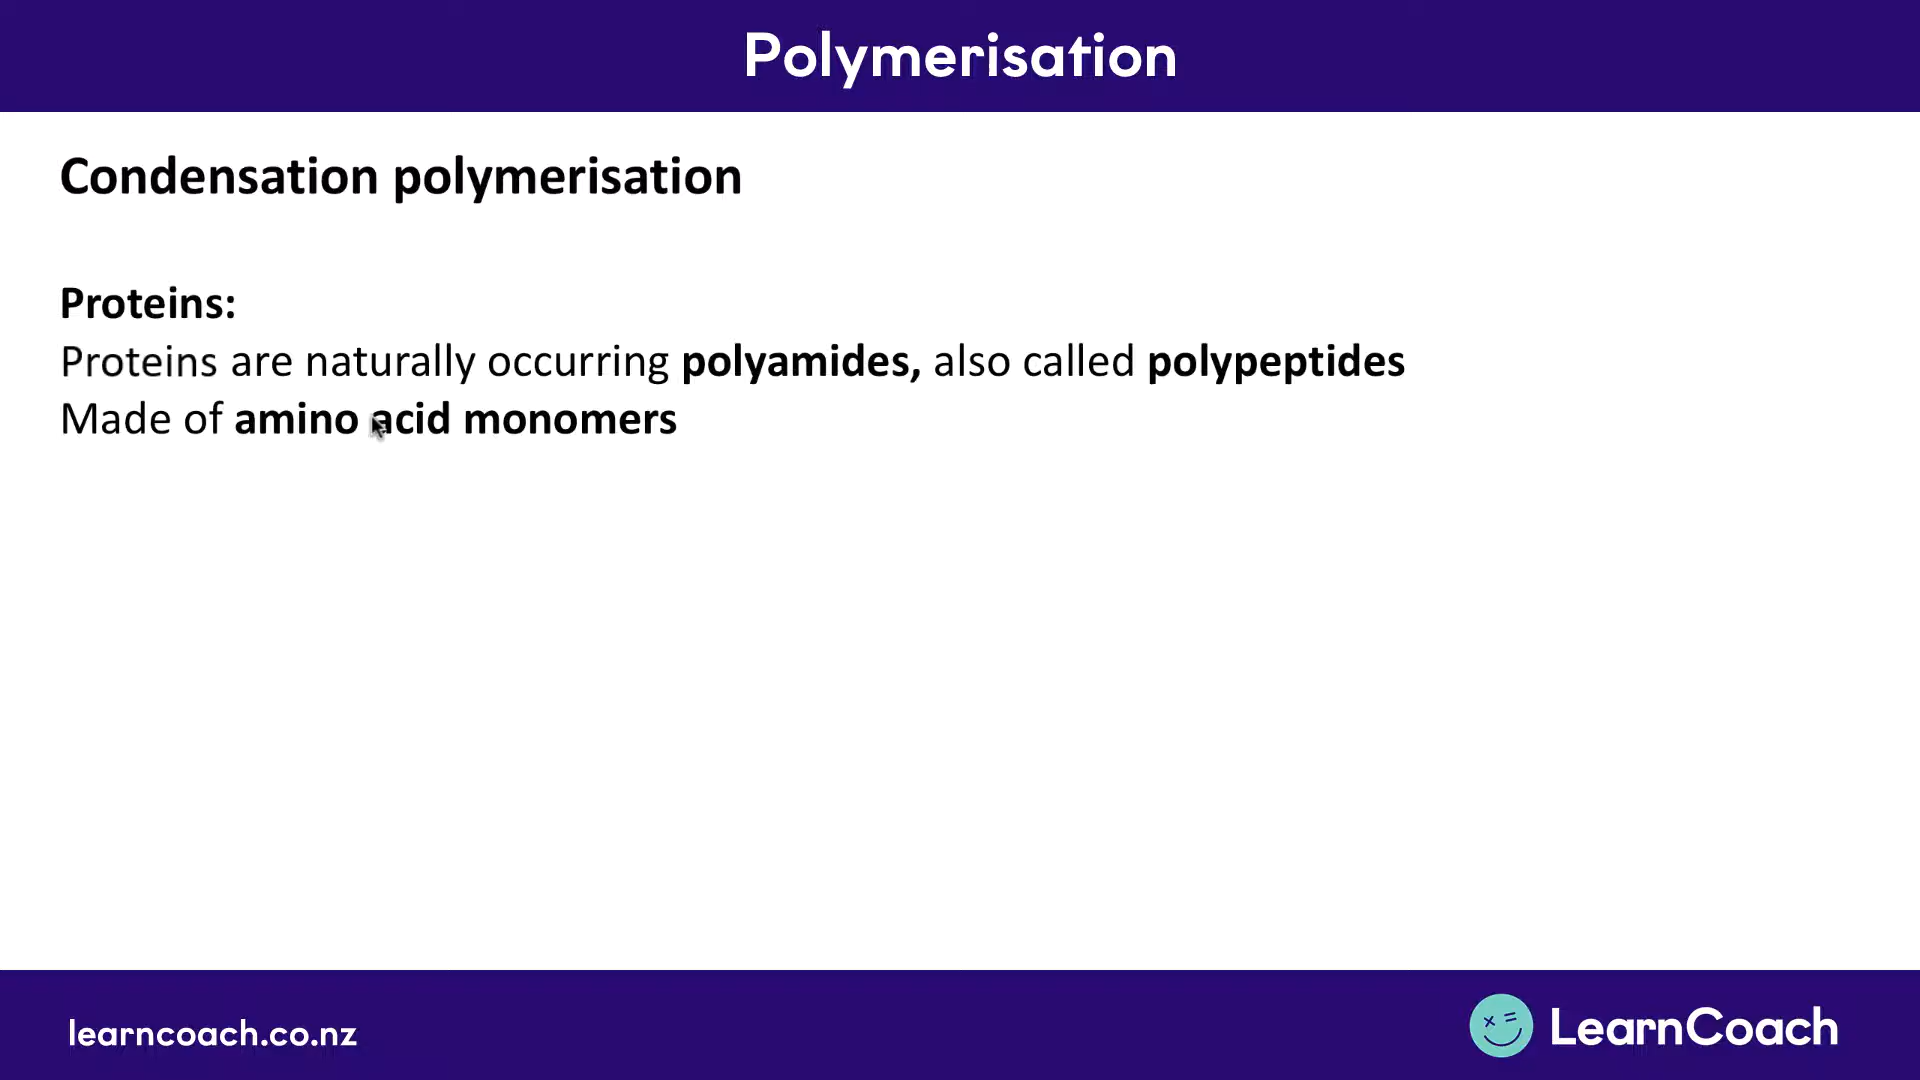 Polymerisation
Condensation polymerisation
Proteins:
Proteins are naturally occurring polyamides, also called polypeptides
Made of amino acid monomers
learncoach.co.nz
LearnCoach